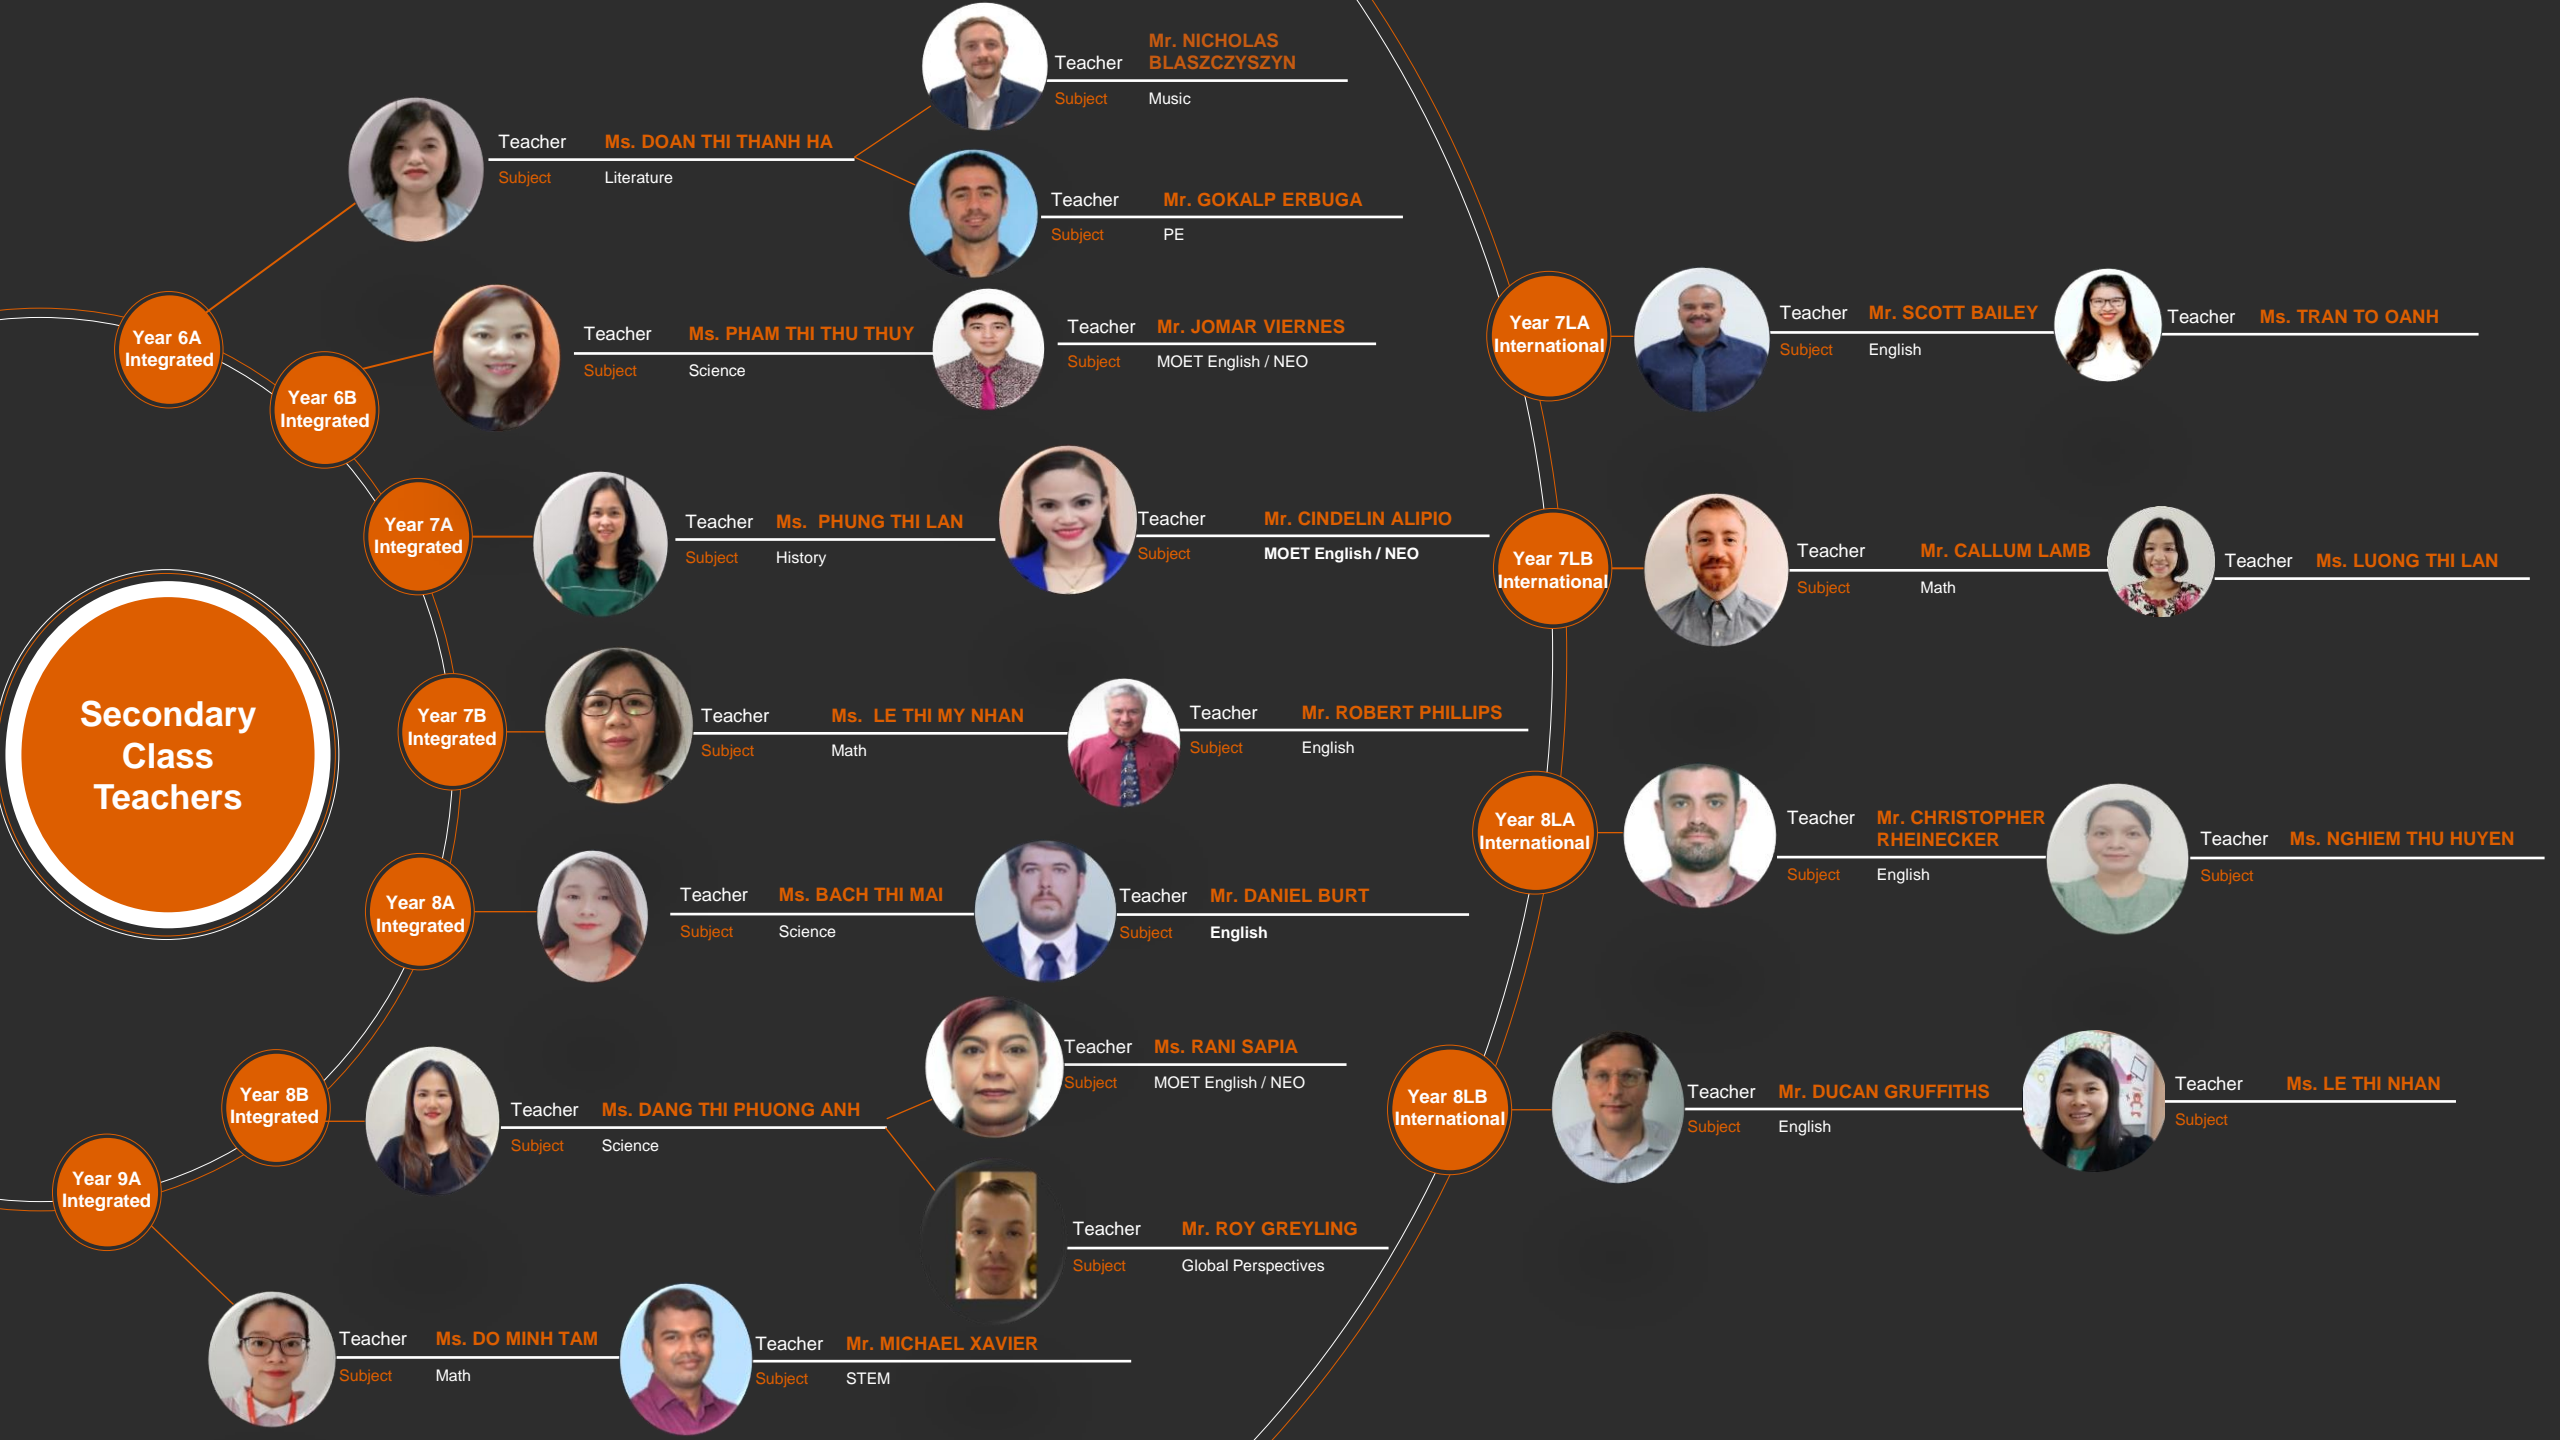 Secondary
Class
Teachers
Year 6A
Integrated
Teacher Ms. DOAN THI THANH HA
Subject Literature
Teacher Mr. NICHOLAS
BLASZCZYSZYN
Subject Music
Teacher Mr. GOKALP ERBUGA
Subject PE
Year 6B
Integrated
Teacher Ms. PHAM THI THU THUY
Subject Science
Teacher Mr. JOMAR VIERNES
Subject MOET English / NEO
Year 7A
Integrated
Teacher Ms. PHUNG THI LAN
Subject History
Teacher Mr. CINDELIN ALIPIO
Subject MOET English / NEO
Year 7B
Integrated
Teacher Ms. LE THI MY NHAN
Subject Math
Teacher Mr. ROBERT PHILLIPS
Subject English
Year 8A
Integrated
Teacher Ms. BACH THI MAI
Subject Science
Teacher Mr. DANIEL BURT
Subject English
Year 8B
Integrated
Teacher Ms. DANG THI PHUONG ANH
Subject Science
Teacher Ms. RANI SAPIA
Subject MOET English / NEO
Teacher Mr. ROY GREYLING
Subject Global Perspectives
Year 9A
Integrated
Teacher Ms. DO MINH TAM
Subject Math
Teacher Mr. MICHAEL XAVIER
Subject STEM
Year 7LA
International
Teacher Mr. SCOTT BAILEY
Subject English
Teacher Ms. TRAN TO OANH
Year 7LB
International
Teacher Mr. CALLUM LAMB
Subject Math
Teacher Ms. LUONG THI LAN
Year 8LA
International
Teacher Mr. CHRISTOPHER
RHEINECKER
Subject English
Teacher Ms. NGHIEM THU HUYEN
Subject
Year 8LB
International
Teacher Mr. DUCAN GRUFFITHS
Subject English
Teacher Ms. LE THI NHAN
Subject